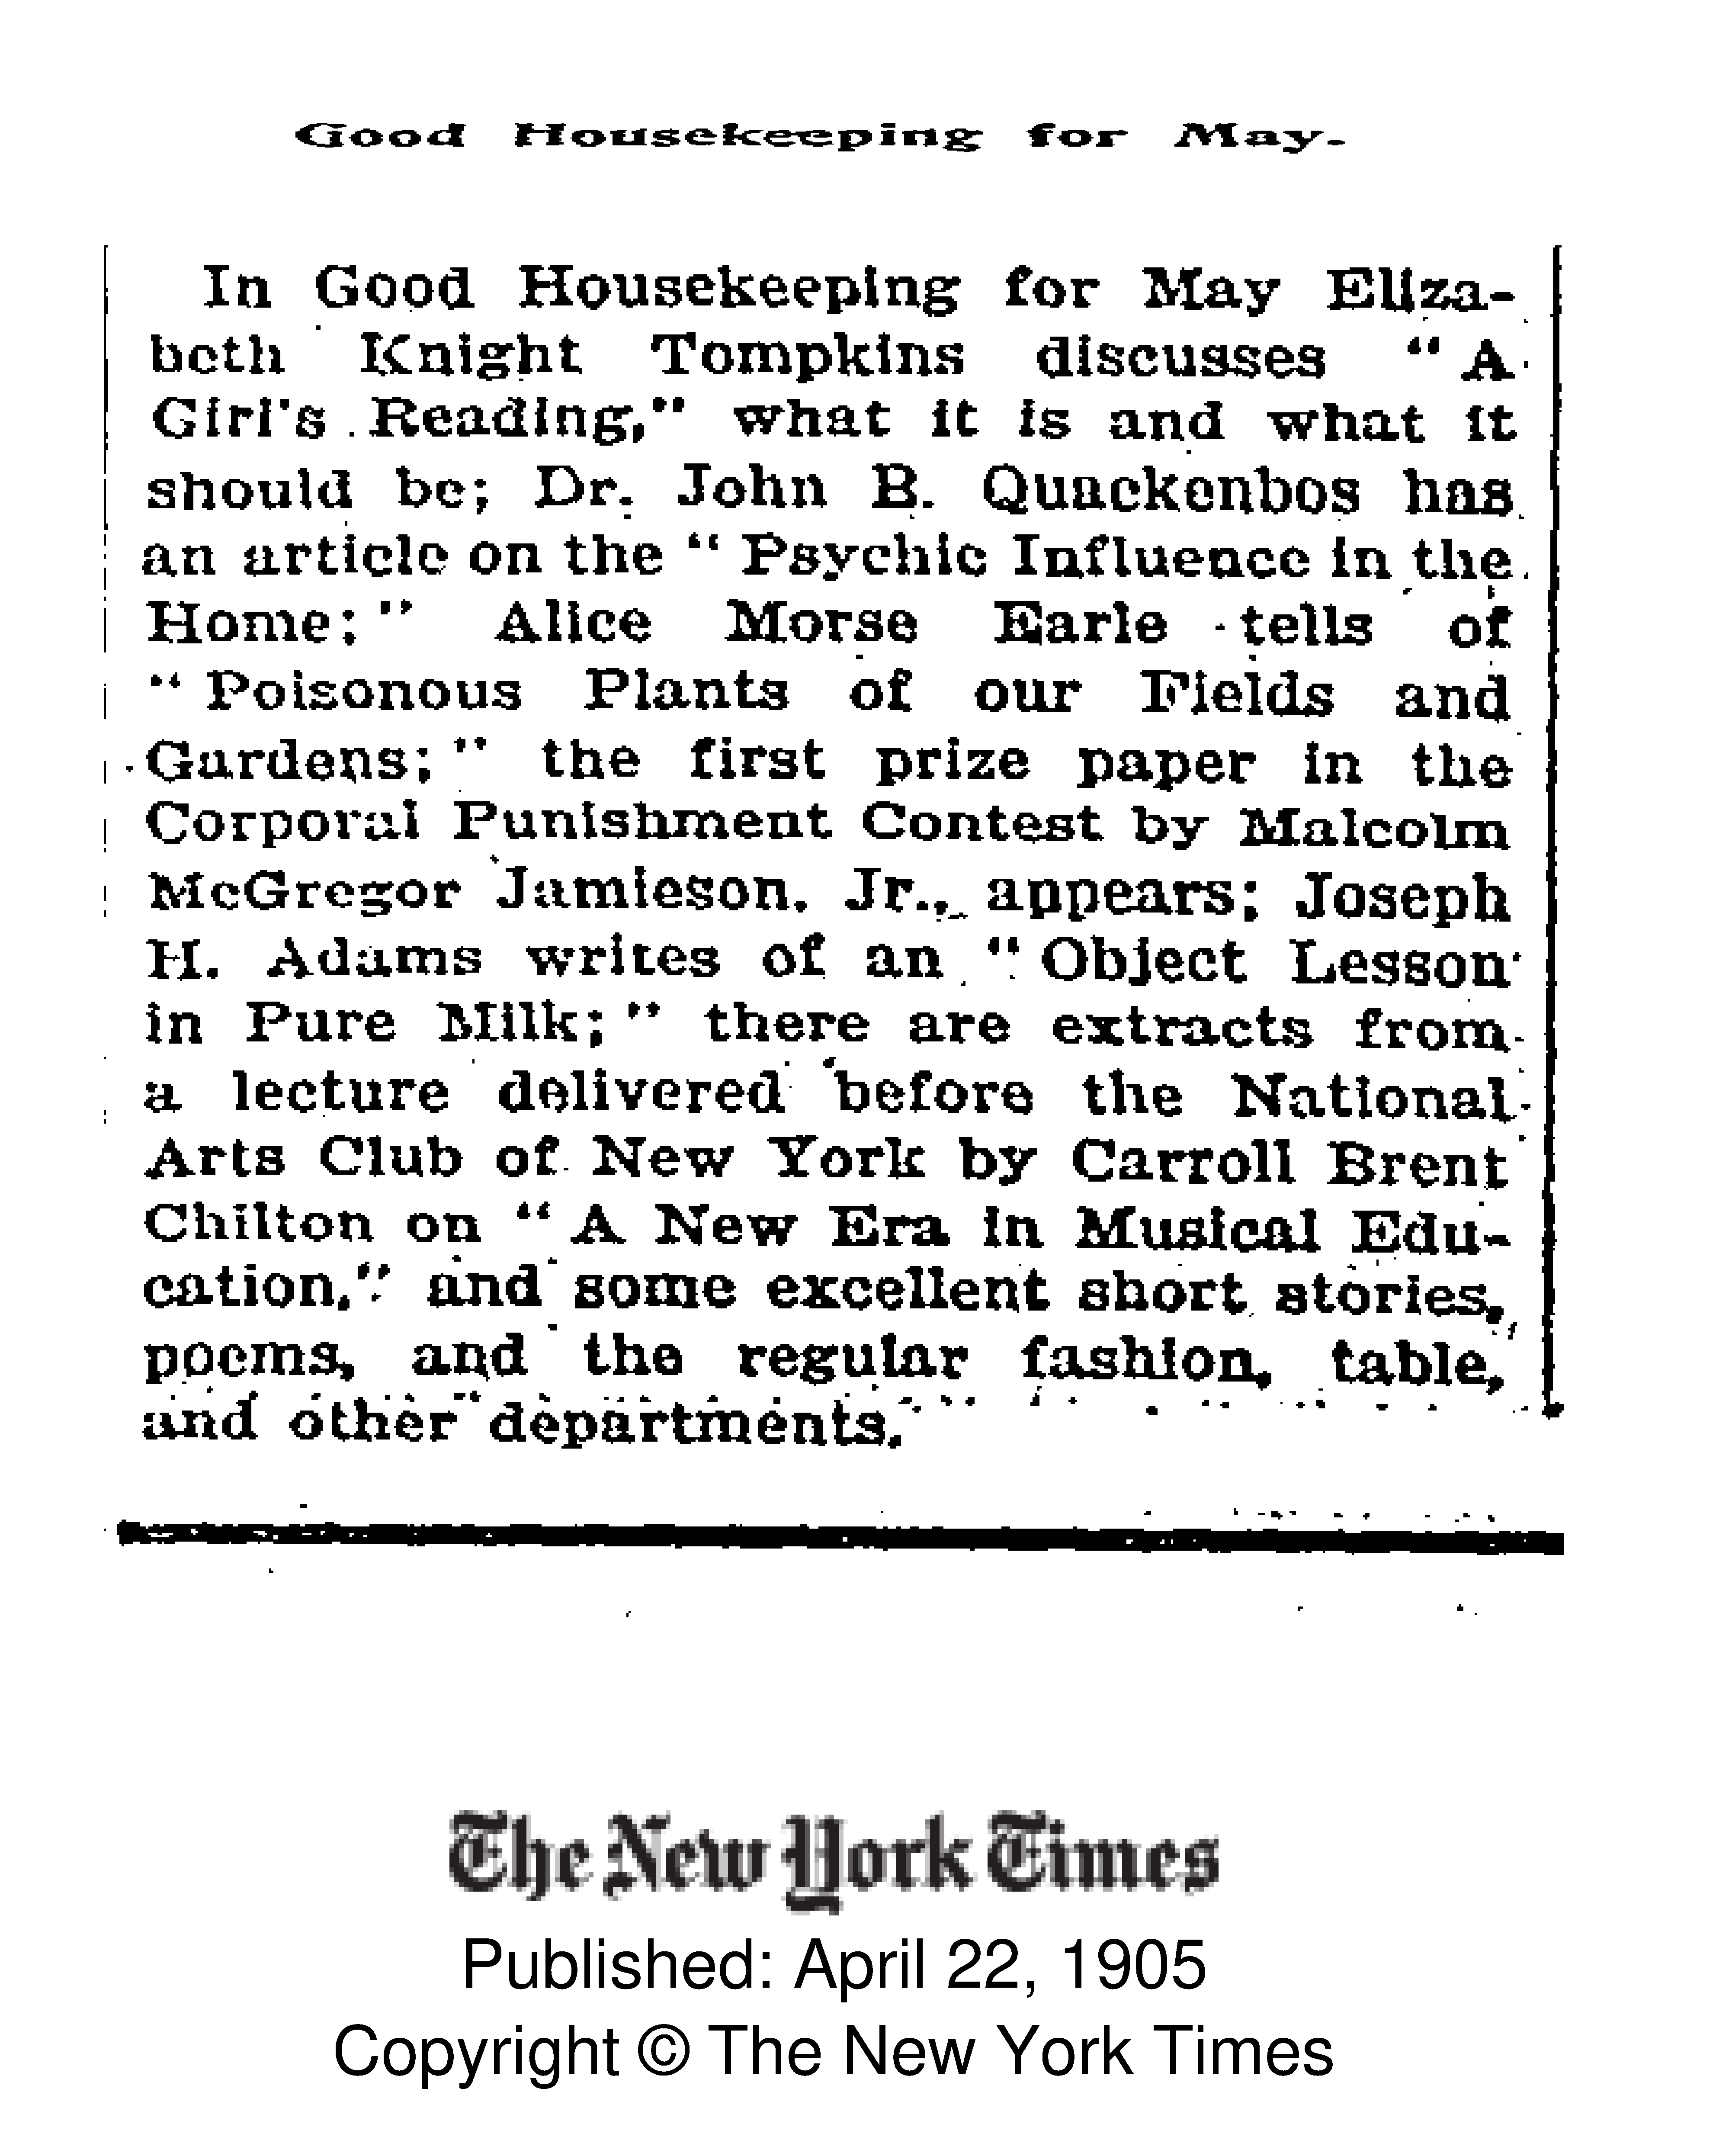 Good Housekeeping for May.
In Good Housekeeping for May Eliza-
beth Knight Tompkins discusses "A
Girl's Reading," what it is and what it
should be; Dr. John B. Quackenbos has
an article on the "Psychic Influence in the
Home;" Alice Morse Earle tells of
"Poisonous Plants of our Fields and
Gardens;" the first prize paper in the
Corporal Punishment Contest by Malcolm
McGregor Jamieson, Jr., appears; Joseph
H. Adams writes of an "Object Lesson
in Pure Milk;" there are extracts from
a lecture delivered before the National
Arts Club of New York by Carroll Brent
Chilton on "A New Era in Musical Edu-
cation," and some excellent short stories,
poems, and the regular fashion, table,
and other departments.
The New York Times
Published: April 22, 1905
Copyright © The New York Times